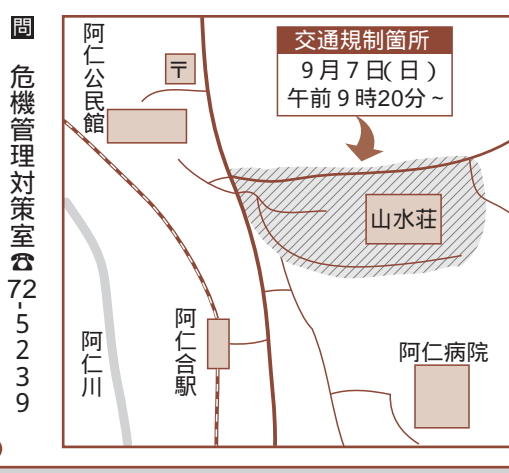 問 危機管理対策室☎72-5239
交通規制箇所
9月7日(日)
午前9時20分~
阿仁公民館
〒
山水荘
阿仁合駅
阿仁川
阿仁病院